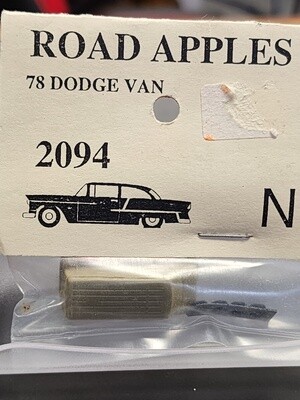 ROAD APPLES
78 DODGE VAN
2094
N